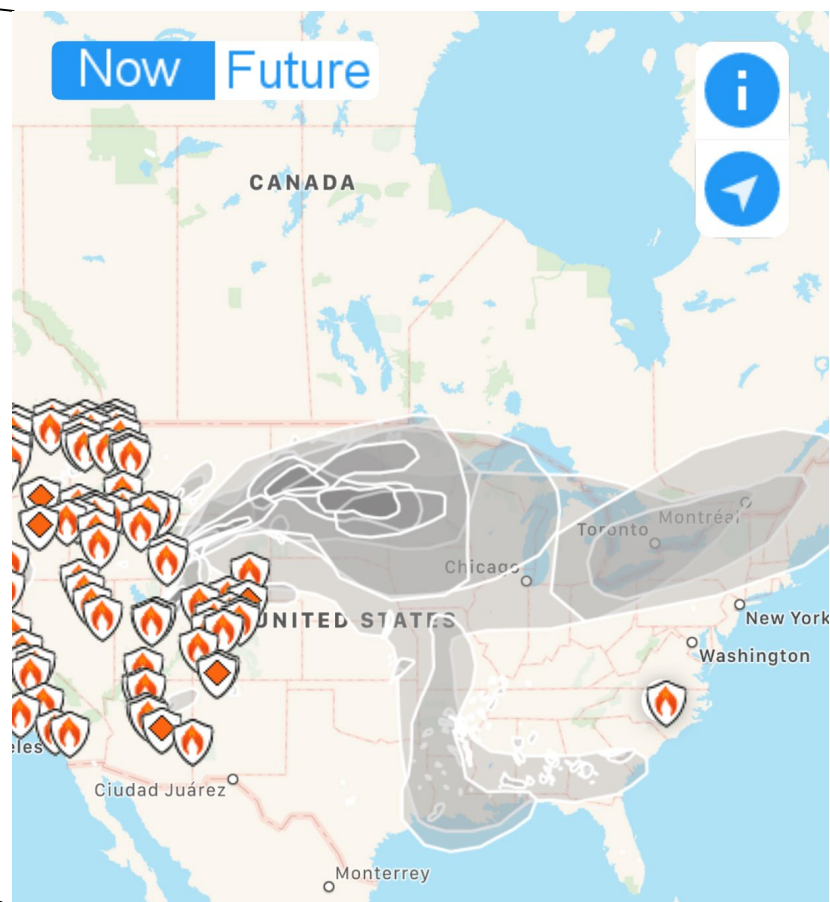 Now Future
i
CANADA
Toronto
Montréal
Chicago
UNITED STATES
New York
Washington
eles
Ciudad Juárez
Monterrey